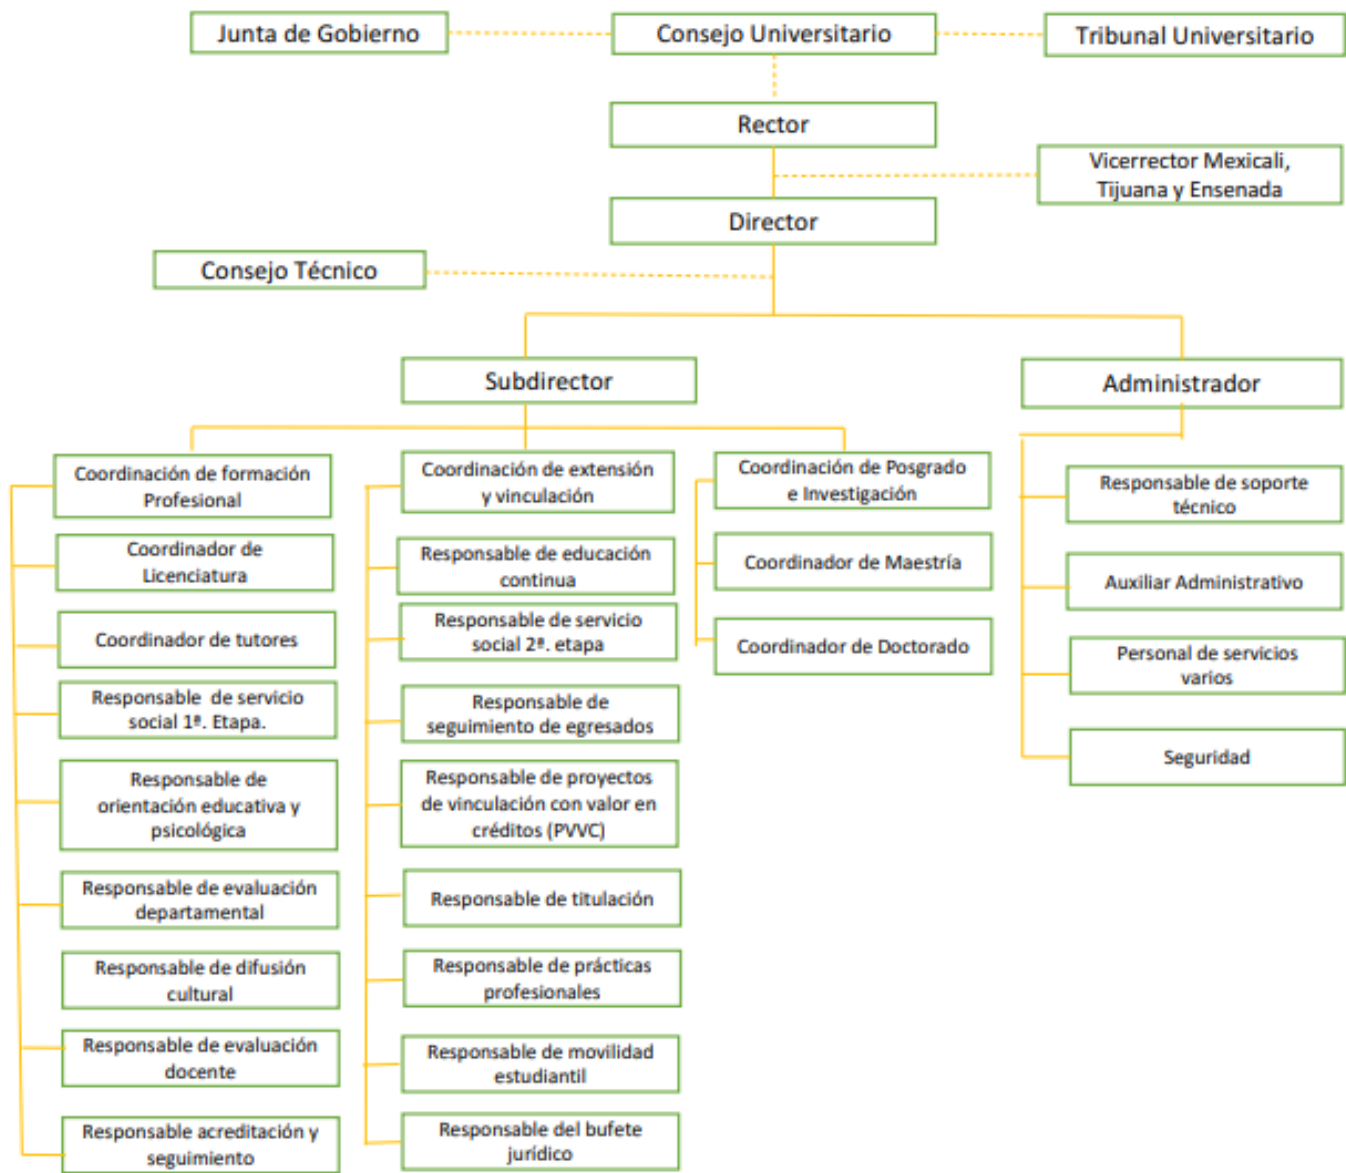 Junta de Gobierno
Consejo Universitario
Tribunal Universitario
Rector
Vicerrector Mexicali,
Tijuana y Ensenada
Director
Consejo Técnico
Subdirector
Administrador
Coordinación de formación
Profesional
Coordinador de
Licenciatura
Coordinador de tutores
Responsable de servicio
social 1ª. Etapa.
Responsable de
orientación educativa y
psicológica
Responsable de evaluación
departamental
Responsable de difusión
cultural
Responsable de evaluación
docente
Responsable acreditación y
seguimiento
Coordinación de extensión
y vinculación
Responsable de educación
continua
Responsable de servicio
social 2ª. etapa
Responsable de
seguimiento de egresados
Responsable de proyectos
de vinculación con valor en
créditos (PVVC)
Responsable de titulación
Responsable de prácticas
profesionales
Responsable de movilidad
estudiantil
Responsable del bufete
jurídico
Coordinación de Posgrado
e Investigación
Coordinador de Maestría
Coordinador de Doctorado
Responsable de soporte
técnico
Auxiliar Administrativo
Personal de servicios
varios
Seguridad